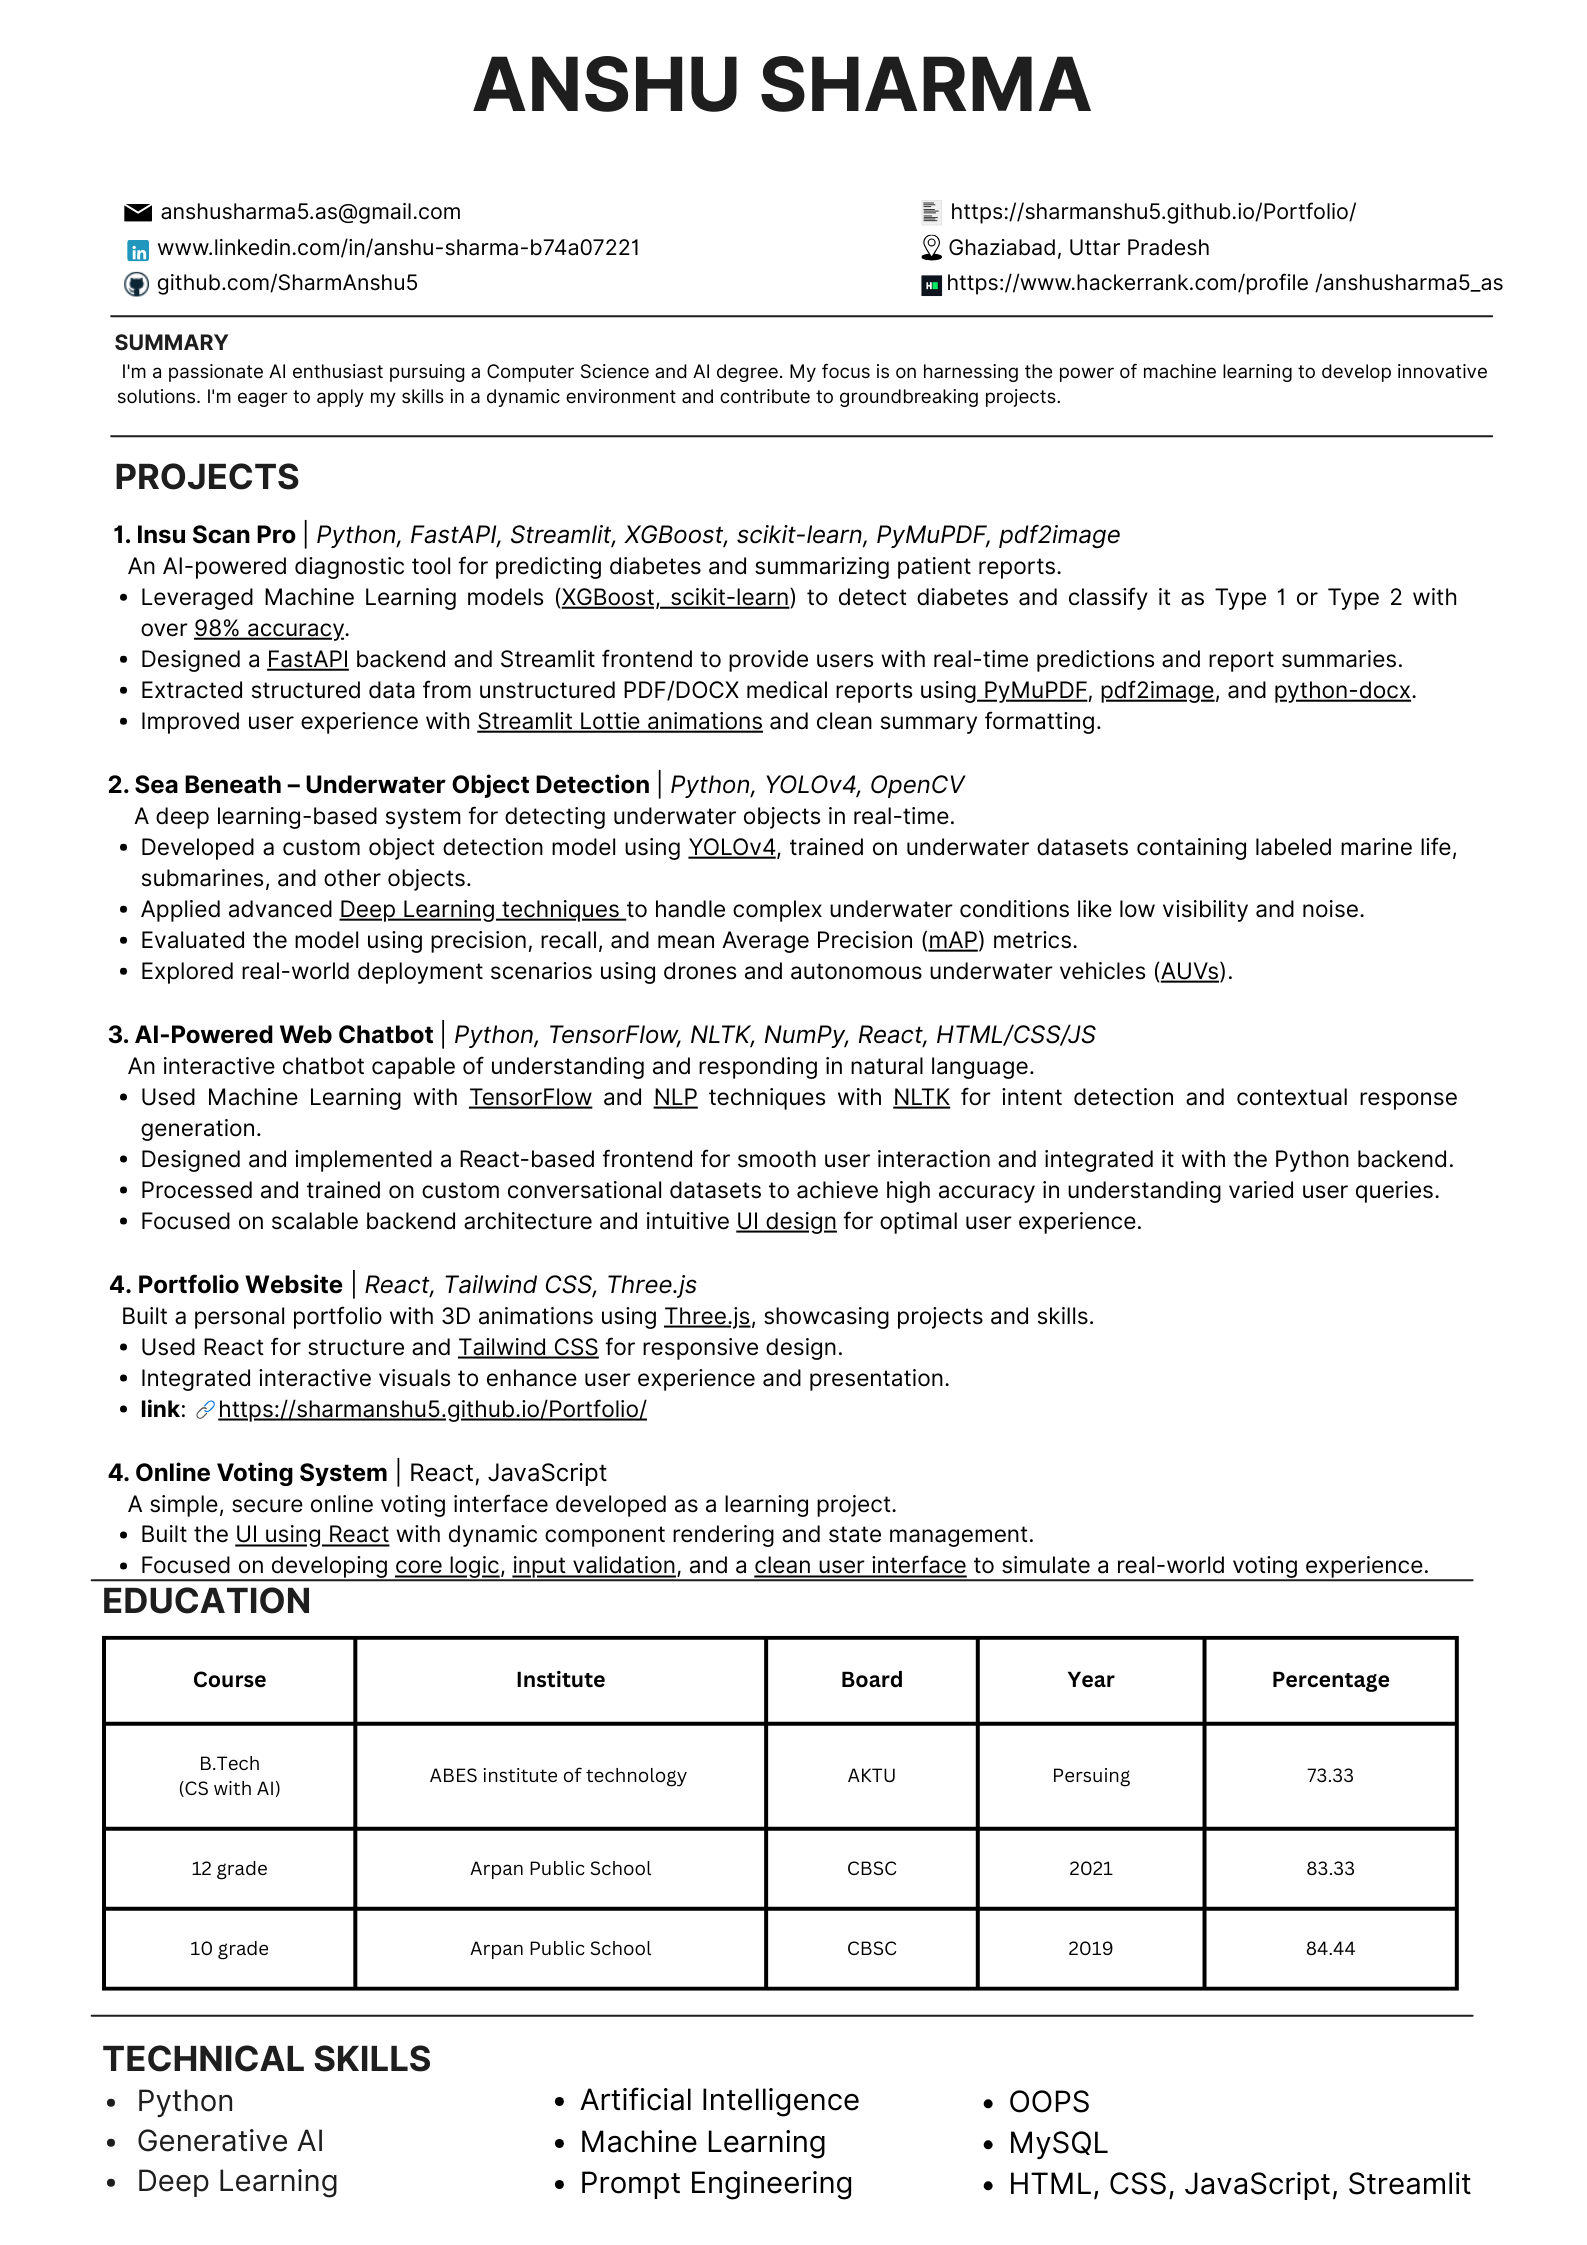 ANSHU SHARMA
anshusharma5.as@gmail.com
https://sharmanshu5.github.io/Portfolio/
www.linkedin.com/in/anshu-sharma-b74a07221
Ghaziabad, Uttar Pradesh
github.com/SharmAnshu5
https://www.hackerrank.com/profile /anshusharma5_as
SUMMARY
I'm a passionate AI enthusiast pursuing a Computer Science and AI degree. My focus is on harnessing the power of machine learning to develop innovative
solutions. I'm eager to apply my skills in a dynamic environment and contribute to groundbreaking projects.
PROJECTS
1. Insu Scan Pro | Python, FastAPI, Streamlit, XGBoost, scikit-learn, PyMuPDF, pdf2image
An AI-powered diagnostic tool for predicting diabetes and summarizing patient reports.
• Leveraged Machine Learning models (XGBoost, scikit-learn) to detect diabetes and classify it as Type 1 or Type 2 with
over 98% accuracy.
• Designed a FastAPI backend and Streamlit frontend to provide users with real-time predictions and report summaries.
• Extracted structured data from unstructured PDF/DOCX medical reports using PyMuPDF, pdf2image, and python-docx.
• Improved user experience with Streamlit Lottie animations and clean summary formatting.
2. Sea Beneath – Underwater Object Detection | Python, YOLOv4, OpenCV
A deep learning-based system for detecting underwater objects in real-time.
• Developed a custom object detection model using YOLOv4, trained on underwater datasets containing labeled marine life,
submarines, and other objects.
• Applied advanced Deep Learning techniques to handle complex underwater conditions like low visibility and noise.
• Evaluated the model using precision, recall, and mean Average Precision (mAP) metrics.
• Explored real-world deployment scenarios using drones and autonomous underwater vehicles (AUVs).
3. AI-Powered Web Chatbot | Python, TensorFlow, NLTK, NumPy, React, HTML/CSS/JS
An interactive chatbot capable of understanding and responding in natural language.
• Used Machine Learning with TensorFlow and NLP techniques with NLTK for intent detection and contextual response
generation.
• Designed and implemented a React-based frontend for smooth user interaction and integrated it with the Python backend.
• Processed and trained on custom conversational datasets to achieve high accuracy in understanding varied user queries.
• Focused on scalable backend architecture and intuitive UI design for optimal user experience.
4. Portfolio Website | React, Tailwind CSS, Three.js
Built a personal portfolio with 3D animations using Three.js, showcasing projects and skills.
• Used React for structure and Tailwind CSS for responsive design.
• Integrated interactive visuals to enhance user experience and presentation.
• link: 🔗https://sharmanshu5.github.io/Portfolio/
4. Online Voting System | React, JavaScript
A simple, secure online voting interface developed as a learning project.
• Built the UI using React with dynamic component rendering and state management.
• Focused on developing core logic, input validation, and a clean user interface to simulate a real-world voting experience.
EDUCATION
Course Institute Board Year Percentage
B.Tech
(CS with AI) ABES institute of technology AKTU Persuing 73.33
12 grade Arpan Public School CBSC 2021 83.33
10 grade Arpan Public School CBSC 2019 84.44
TECHNICAL SKILLS
• Python
• Generative AI
• Deep Learning
• Artificial Intelligence
• Machine Learning
• Prompt Engineering
• OOPS
• MySQL
• HTML, CSS, JavaScript, Streamlit